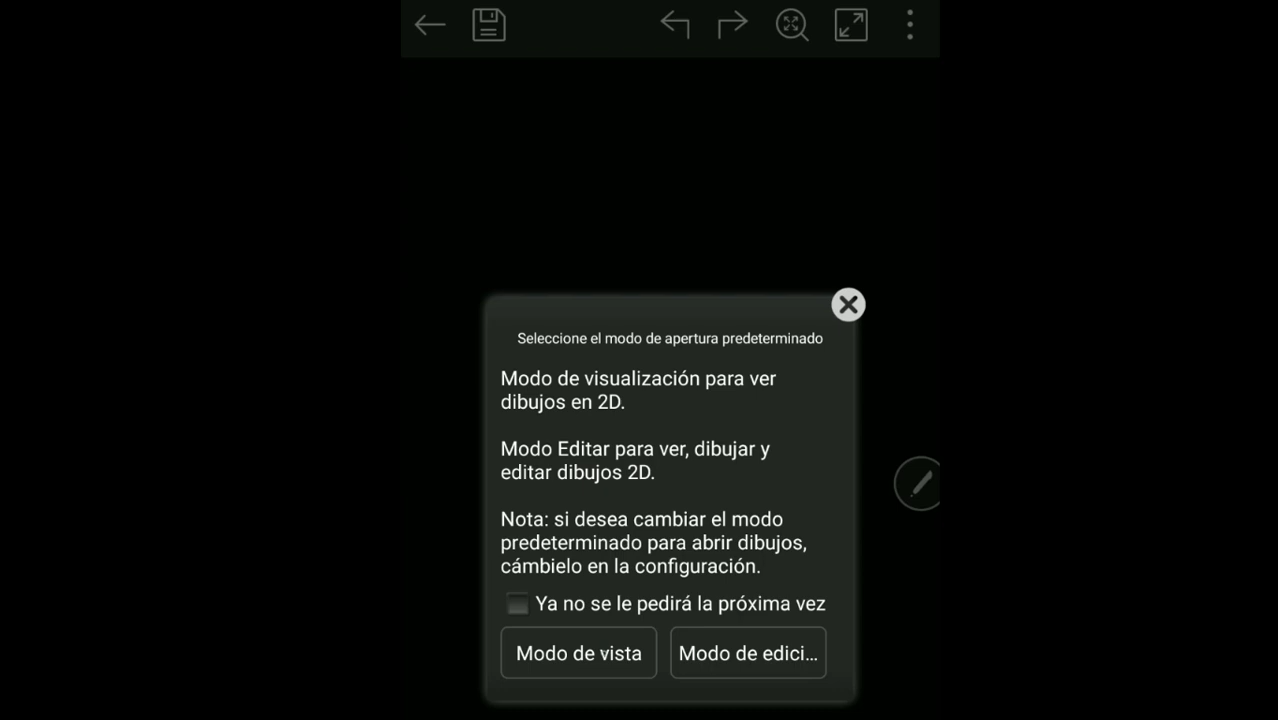 Seleccione el modo de apertura predeterminado
Modo de visualización para ver
dibujos en 2D.
Modo Editar para ver, dibujar y
editar dibujos 2D.
Nota: si desea cambiar el modo
predeterminado para abrir dibujos,
cámbielo en la configuración.
Ya no se le pedirá la próxima vez
Modo de vista
Modo de edici...